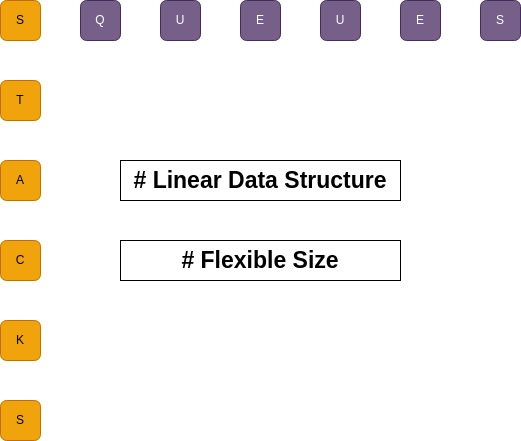 S Q U E U E S
T
A
# Linear Data Structure
C
# Flexible Size
K
S